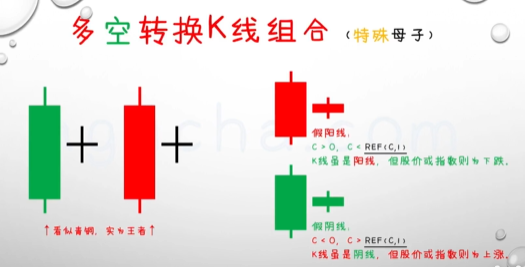 多空转换K线组合（特殊母子）
假阳线：
C>O，C<REF(C,1)
K线虽是阳线，但股价或指数则为下跌。
假阴线：
C<O，C>REF(C,1)
K线虽是阴线，但股价或指数则为上涨。
↑看似青铜，实为王者↑